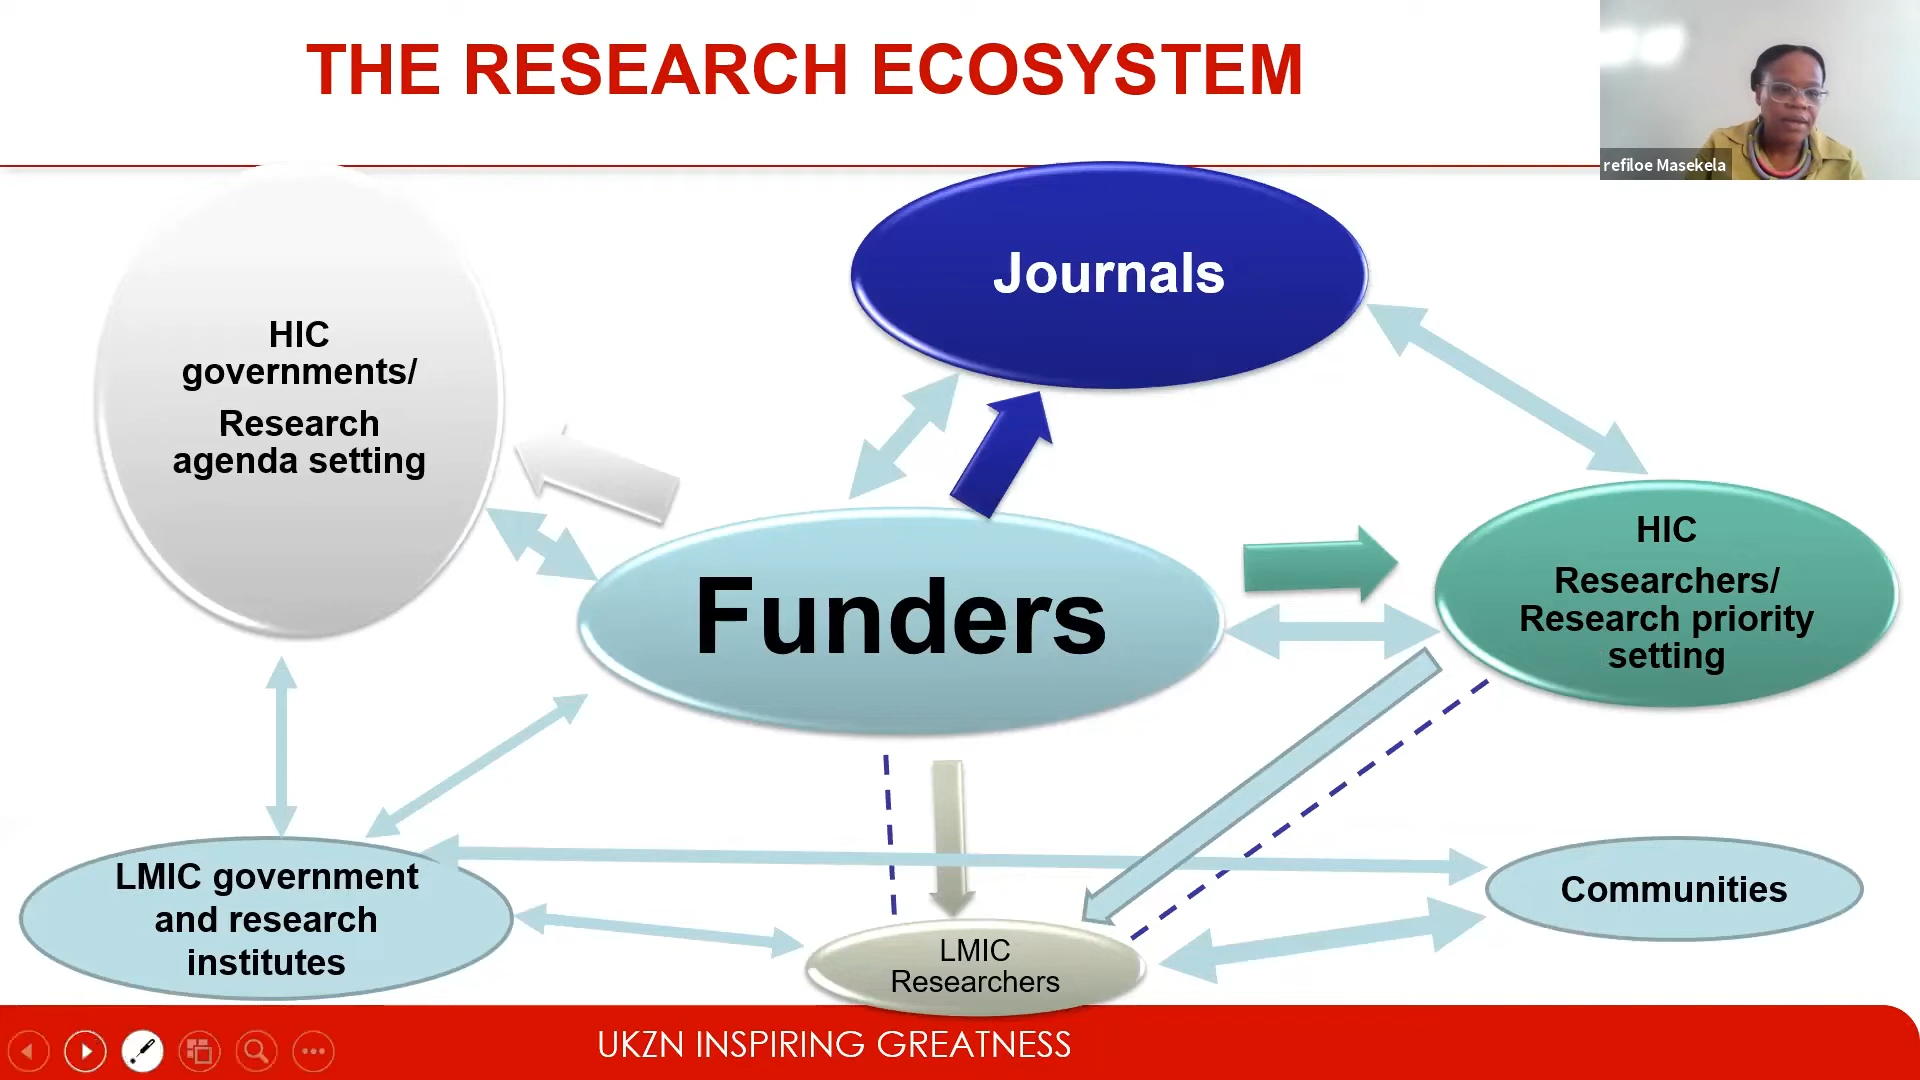 THE RESEARCH ECOSYSTEM
refiloe Masekela
Journals
HIC
governments/
Research
agenda setting
Funders
HIC
Researchers/
Research priority
setting
LMIC government
and research
institutes
LMIC
Researchers
Communities
UKZN INSPIRING GREATNESS